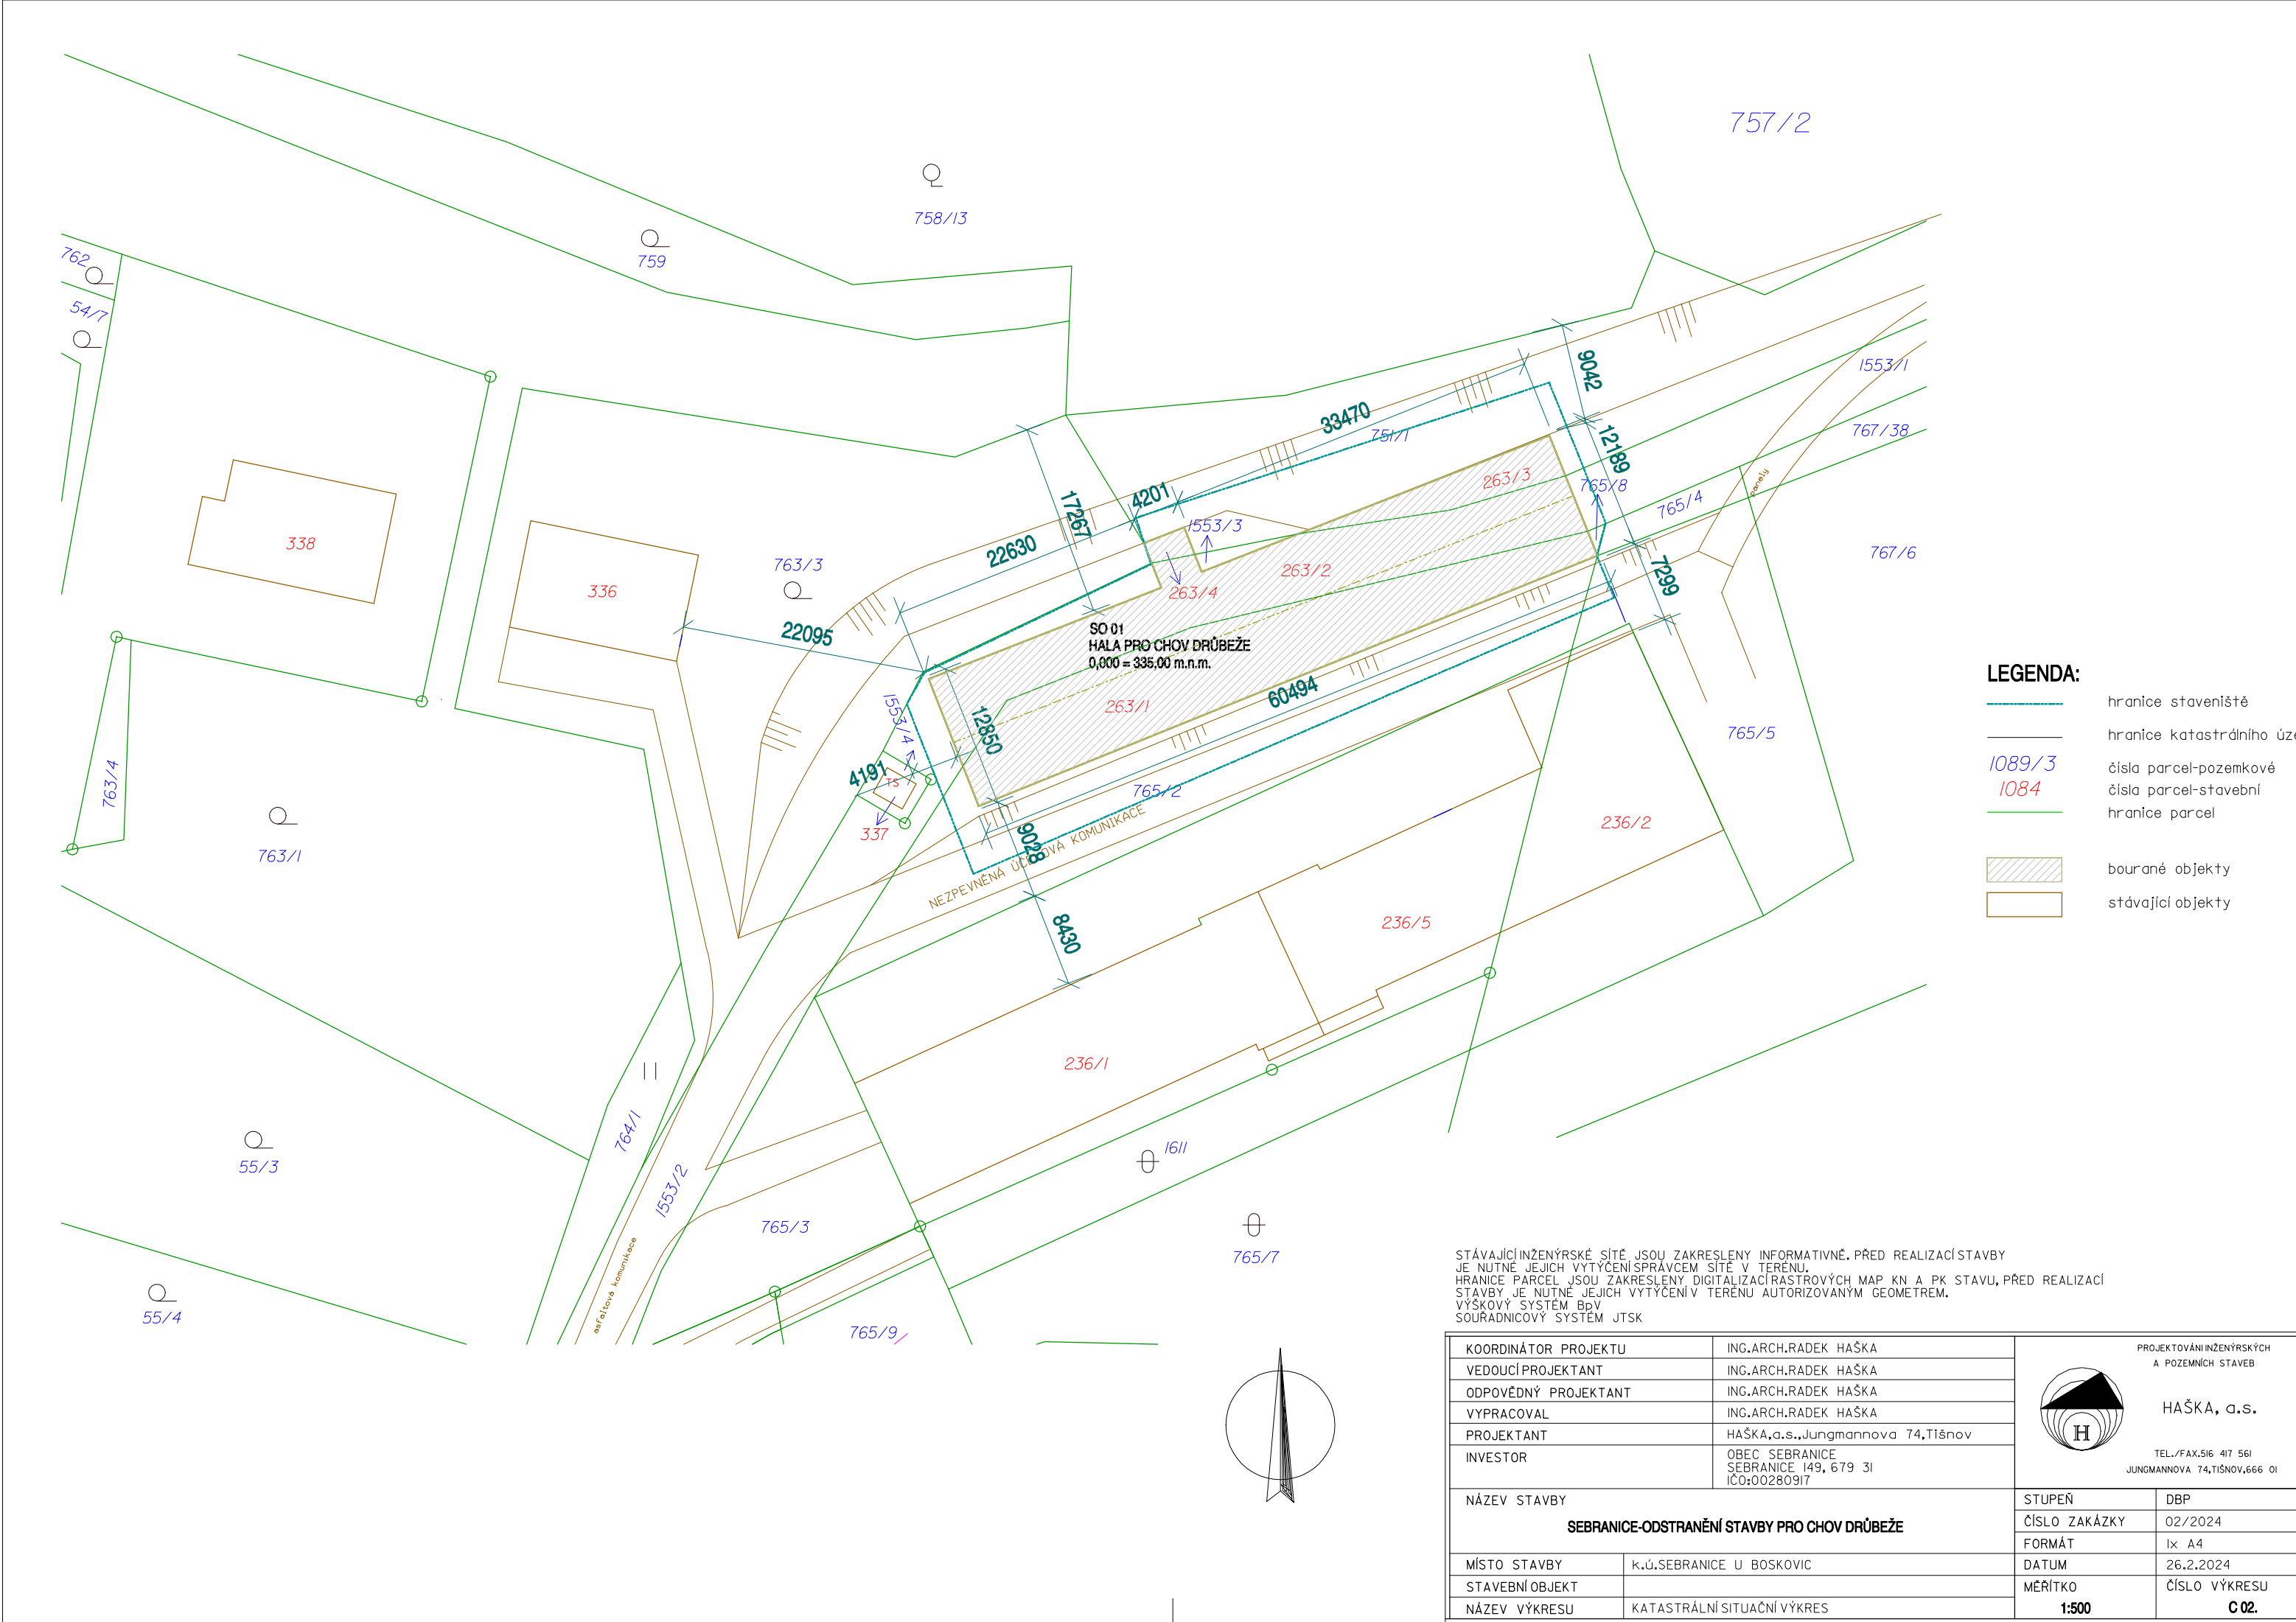 757/2
758/13
759
762
54/7
1553/1
9042
33470
751/1
767/38
12189
263/3
4201
17267
765/8
panely
765/4
1553/3
22630
338
763/3
767/6
336
263/2
7299
263/4
22095
SO 01
HALA PRO CHOV DRŮBEŽE
0,000 = 335,00 m.n.m.
LEGENDA:
hranice staveniště
hranice katastrálního úze
1089/3
čísla parcel-pozemkové
1084
čísla parcel-stavební
hranice parcel
bourané objekty
stávající objekty
60494
263/1
1553/4
12850
765/5
763/4
4191
TS
765/2
337
236/2
9028
763/1
NEZPEVNĚNÁ ÚČELOVÁ KOMUNIKACE
8430
236/5
236/1
764/1
1611
55/3
1553/2
765/3
765/7
asfaltová komunikace
55/4
765/9
STÁVAJÍCÍ INŽENÝRSKÉ SÍTĚ JSOU ZAKRESLENY INFORMATIVNĚ. PŘED REALIZACÍ STAVBY
JE NUTNÉ JEJICH VYTÝČENÍ SPRÁVCEM SÍTĚ V TERÉNU.
HRANICE PARCEL JSOU ZAKRESLENY DIGITALIZACÍ RASTROVÝCH MAP KN A PK STAVU, PŘED REALIZACÍ
STAVBY JE NUTNÉ JEJICH VYTÝČENÍ V TERÉNU AUTORIZOVANÝM GEOMETREM.
VÝŠKOVÝ SYSTÉM BpV
SOUŘADNICOVÝ SYSTÉM JTSK
KOORDINÁTOR PROJEKTU ING.ARCH.RADEK HAŠKA
VEDOUCÍ PROJEKTANT ING.ARCH.RADEK HAŠKA
ODPOVĚDNÝ PROJEKTANT ING.ARCH.RADEK HAŠKA
VYPRACOVAL ING.ARCH.RADEK HAŠKA
PROJEKTANT HAŠKA,a.s.,Jungmannova 74,Tišnov
INVESTOR OBEC SEBRANICE
SEBRANICE 149, 679 31
IČO:00280917
PROJEKTOVÁNI INŽENÝRSKÝCH
A POZEMNÍCH STAVEB
HAŠKA, a.s.
H
TEL./FAX.516 417 561
JUNGMANNOVA 74,TIŠNOV,666 01
NÁZEV STAVBY
SEBRANICE-ODSTRANĚNÍ STAVBY PRO CHOV DRŮBEŽE
MÍSTO STAVBY k.ú.SEBRANICE U BOSKOVIC
STAVEBNÍ OBJEKT
NÁZEV VÝKRESU KATASTRÁLNÍ SITUAČNÍ VÝKRES
STUPEŇ DBP
ČÍSLO ZAKÁZKY 02/2024
FORMÁT 1x A4
DATUM 26.2.2024
MĚŘÍTKO ČÍSLO VÝKRESU
1:500 C 02.